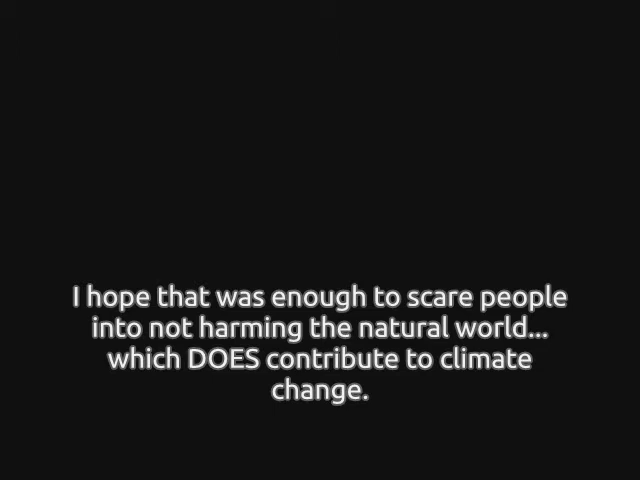 I hope that was enough to scare people
into not harming the natural world...
which DOES contribute to climate
change.